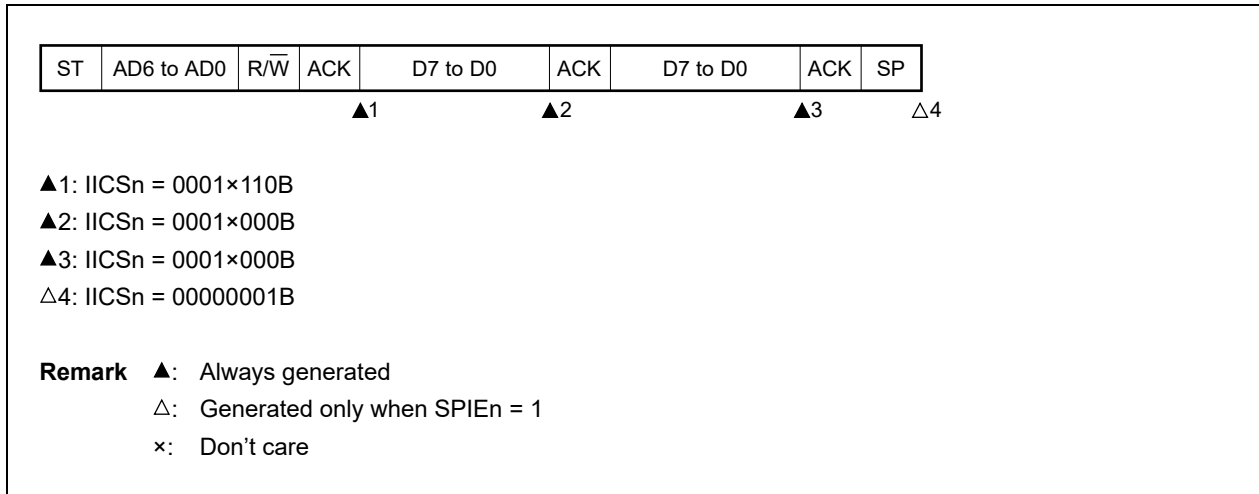 ST AD6 to AD0 R/W̅ ACK D7 to D0 ACK D7 to D0 ACK SP
▲1 ▲2 ▲3 △4
▲1: IICSn = 0001×110B
▲2: IICSn = 0001×000B
▲3: IICSn = 0001×000B
△4: IICSn = 00000001B
Remark ▲: Always generated
△: Generated only when SPIEn = 1
×: Don’t care